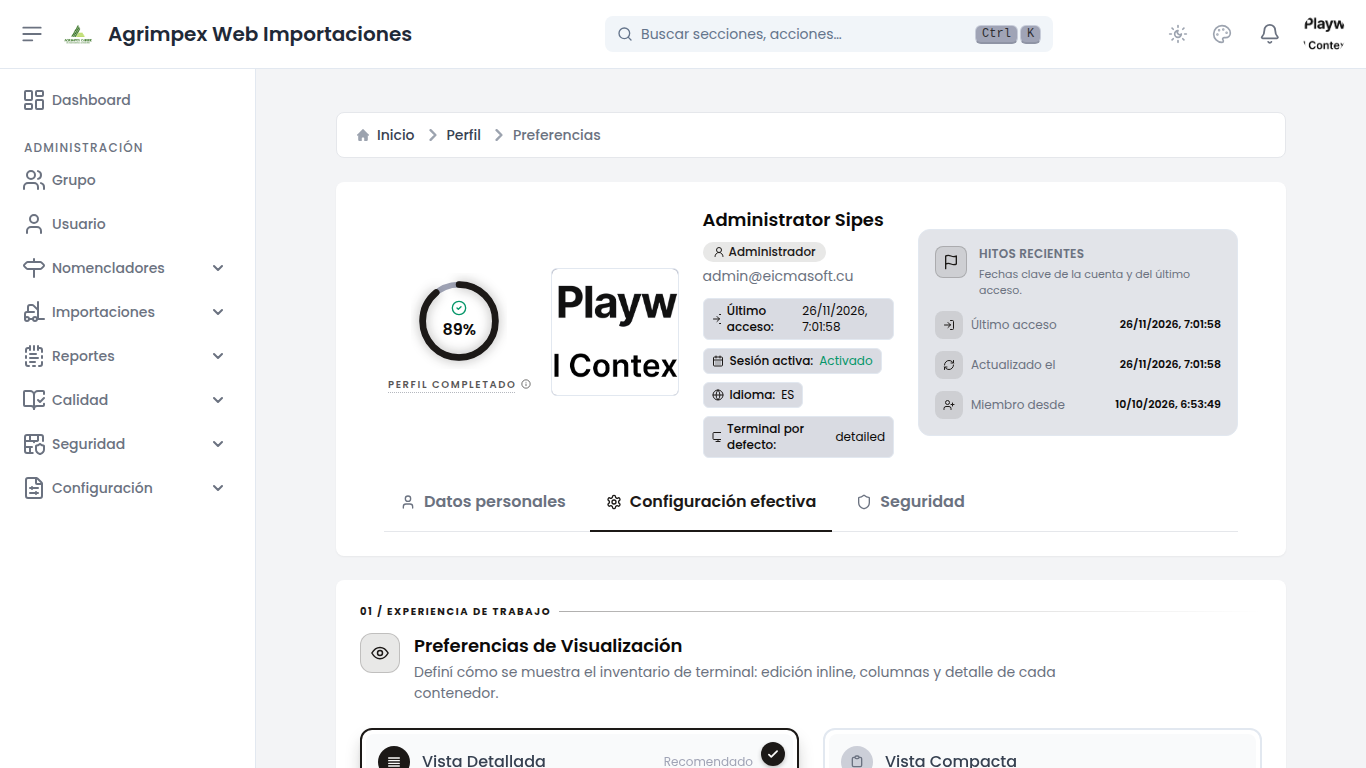 Agrimpex Web Importaciones
Buscar secciones, acciones...
Ctrl K
Playw
Contex
Dashboard
ADMINISTRACIÓN
Grupo
Usuario
Nomencladores
Importaciones
Reportes
Calidad
Seguridad
Configuración
Inicio
Perfil
Preferencias
89%
PERFIL COMPLETADO
Playw
l Contex
Administrator Sipes
Administrador
admin@eicmasoft.cu
Último acceso: 26/11/2026, 7:01:58
Sesión activa: Activado
Idioma: ES
Terminal por defecto: detailed
HITOS RECIENTES
Fechas clave de la cuenta y del último
acceso.
Último acceso 26/11/2026, 7:01:58
Actualizado el 26/11/2026, 7:01:58
Miembro desde 10/10/2026, 6:53:49
Datos personales
Configuración efectiva
Seguridad
01 / EXPERIENCIA DE TRABAJO
Preferencias de Visualización
Definí cómo se muestra el inventario de terminal: edición inline, columnas y detalle de cada
contenedor.
Vista Detallada
Recomendado
Vista Compacta